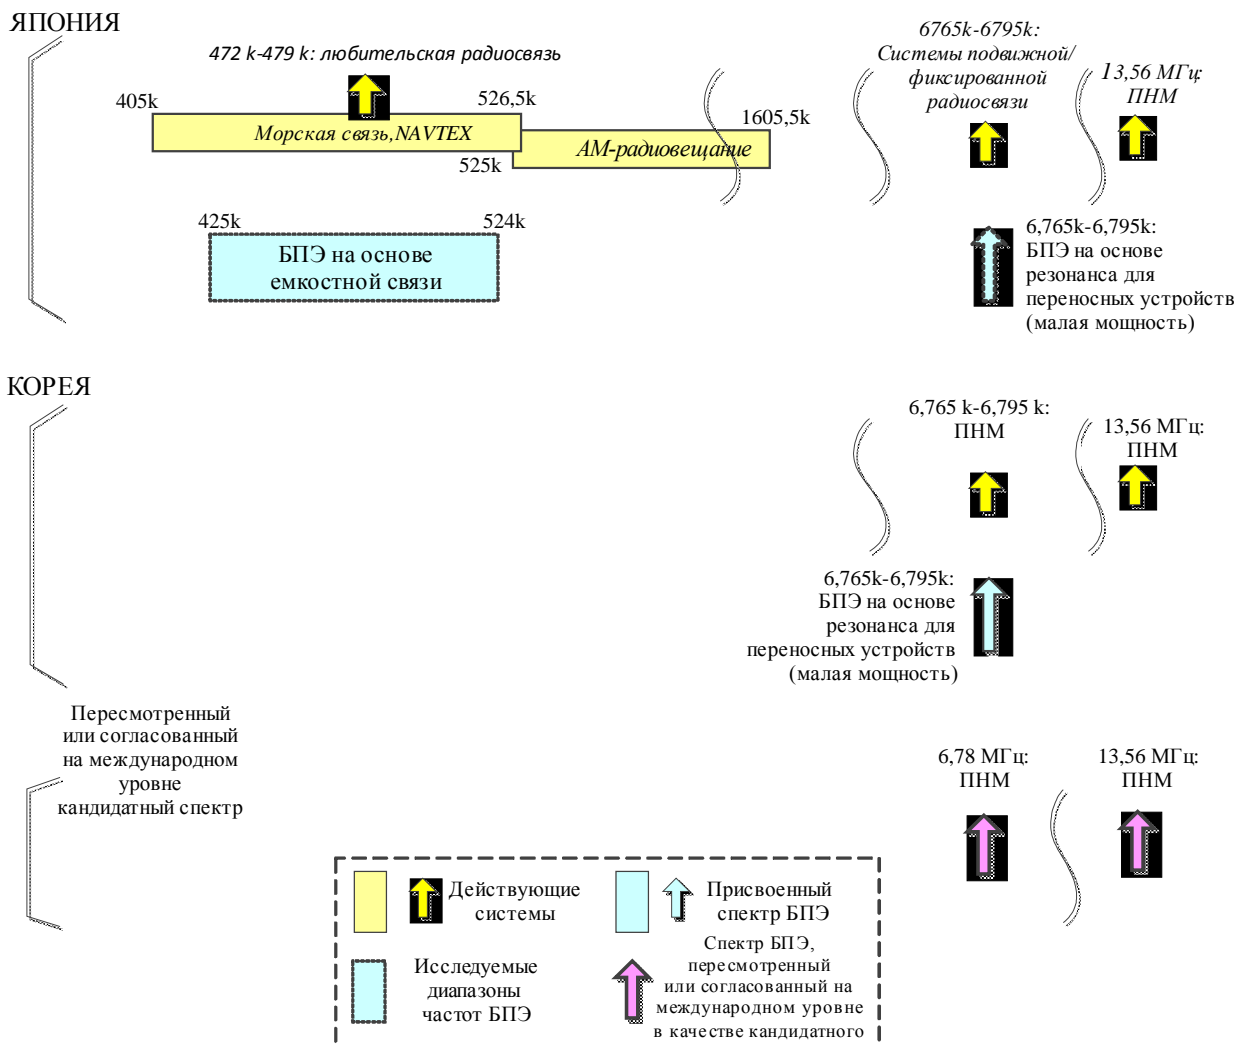 ЯПОНИЯ
472 k-479 k: любительская радиосвязь
405k
526,5k
Морская связь,NAVTEX
1605,5k
525k
АМ-радиовещание
6765k-6795k:
Системы подвижной/
фиксированной
радиосвязи
13,56 МГц:
ПНМ
425k
524k
БПЭ на основе
емкостной связи
6,765k-6,795k:
БПЭ на основе
резонанса для
переносных устройств
(малая мощность)
КОРЕЯ
6,765 k-6,795 k:
ПНМ
13,56 МГц:
ПНМ
6,765k-6,795k:
БПЭ на основе
резонанса для
переносных устройств
(малая мощность)
Пересмотренный
или согласованный
на международном
уровне
кандидатный спектр
6,78 МГц:
ПНМ
13,56 МГц:
ПНМ
Действующие
системы
Присвоенный
спектр БПЭ
Исследуемые
диапазоны
частот БПЭ
Спектр БПЭ,
пересмотренный
или согласованный на
международном уровне
в качестве кандидатного